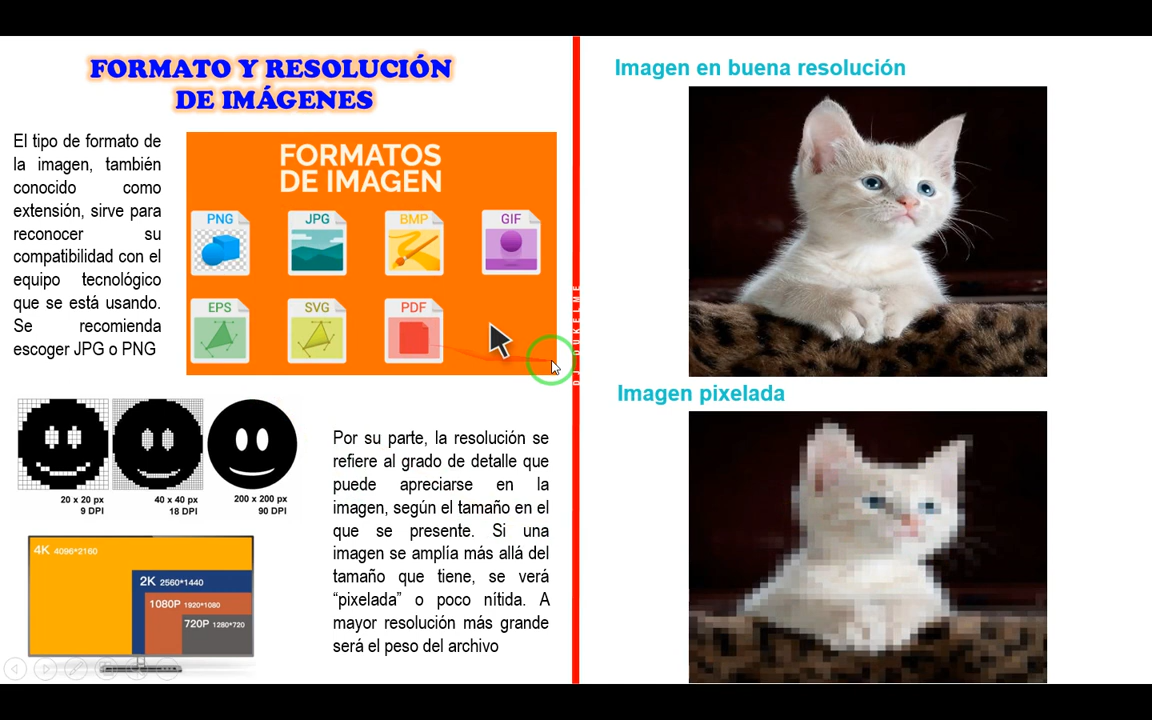 FORMATO Y RESOLUCIÓN
DE IMÁGENES
El tipo de formato de
la imagen, también
conocido como
extensión, sirve para
reconocer su
compatibilidad con el
equipo tecnológico
que se está usando.
Se recomienda
escoger JPG o PNG
FORMATOS
DE IMAGEN
PNG JPG BMP GIF
EPS SVG PDF
20 x 20 px
9 DPI
40 x 40 px
18 DPI
200 x 200 px
90 DPI
4K 4096*2160
2K 2560*1440
1080P 1920*1080
720P 1280*720
Por su parte, la resolución se
refiere al grado de detalle que
puede apreciarse en la
imagen, según el tamaño en el
que se presente. Si una
imagen se amplía más allá del
tamaño que tiene, se verá
“pixelada” o poco nítida. A
mayor resolución más grande
será el peso del archivo
DJ DUKELME
Imagen en buena resolución
Imagen pixelada